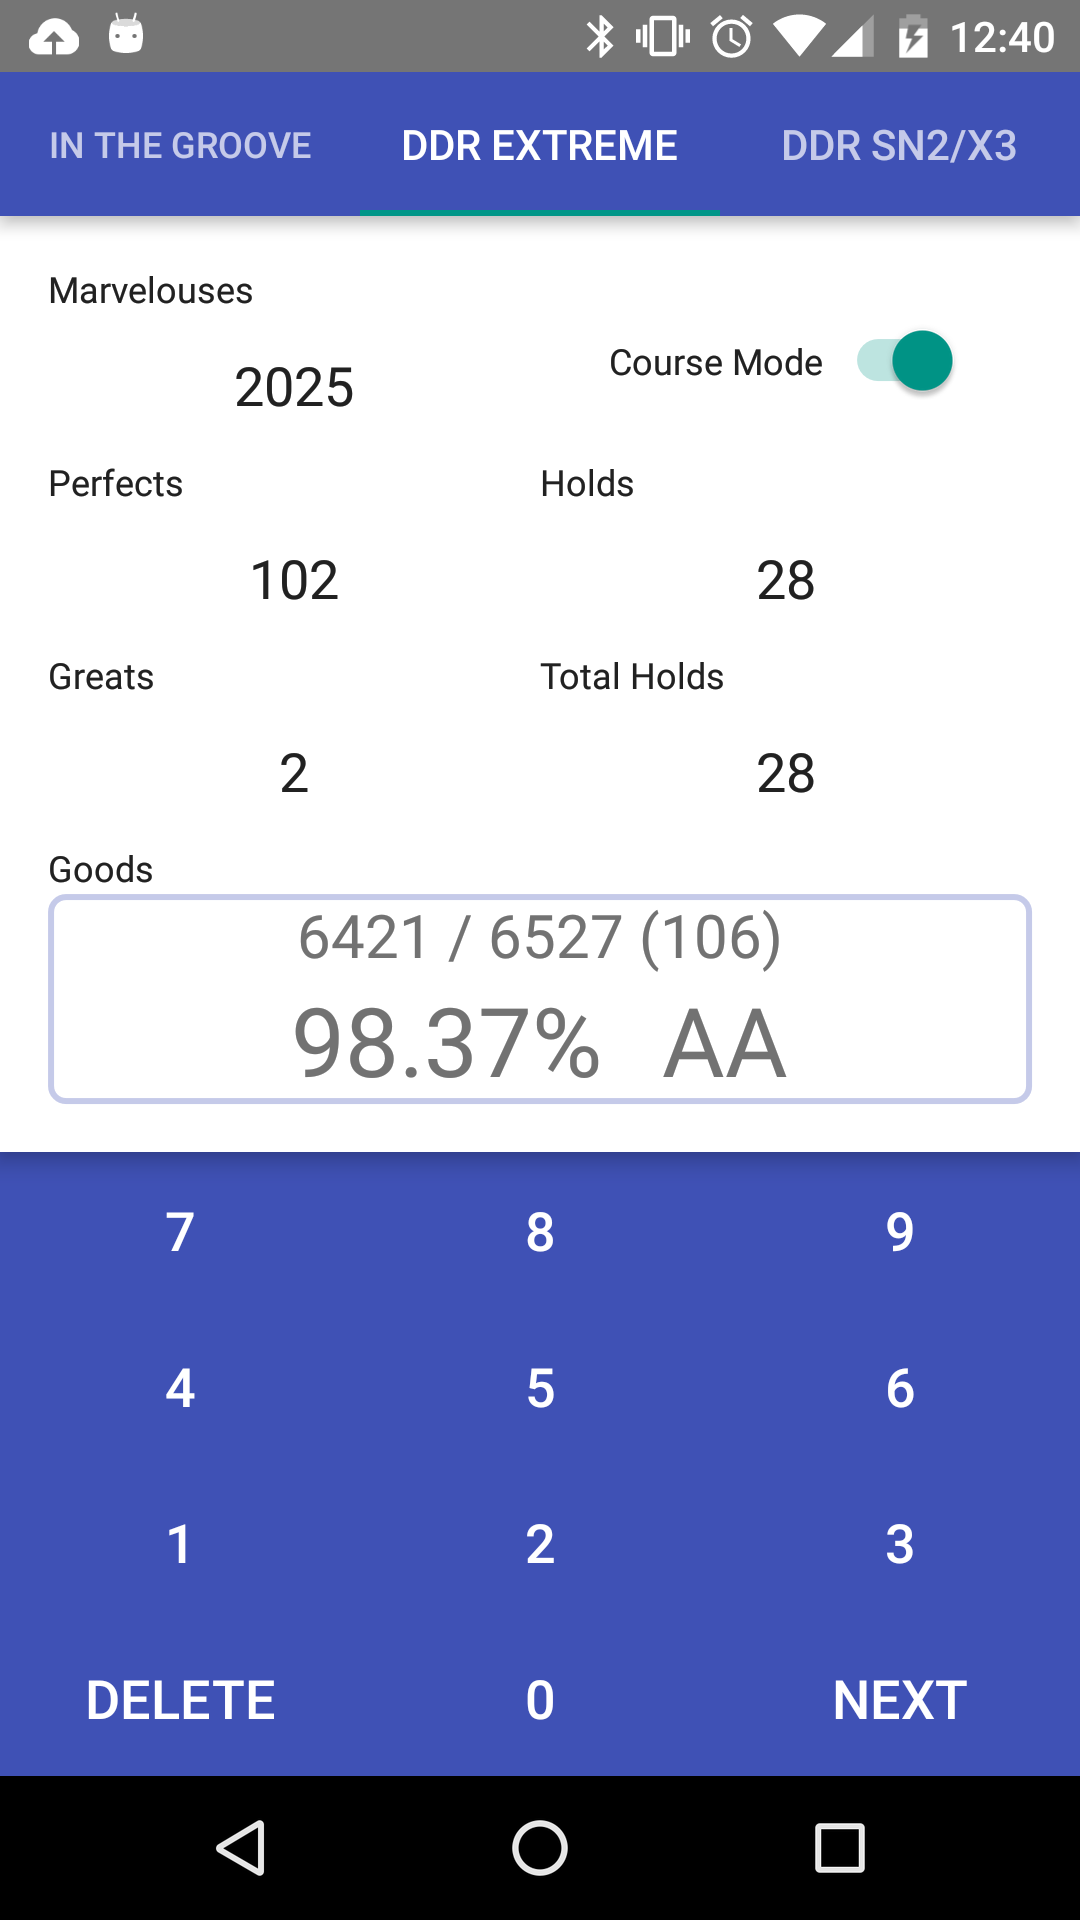 12:40
IN THE GROOVE DDR EXTREME DDR SN2/X3
Marvelouses
2025
Course Mode
Perfects
102
Holds
28
Greats
2
Total Holds
28
Goods
6421 / 6527 (106)
98.37% AA
7 8 9
4 5 6
1 2 3
DELETE 0 NEXT